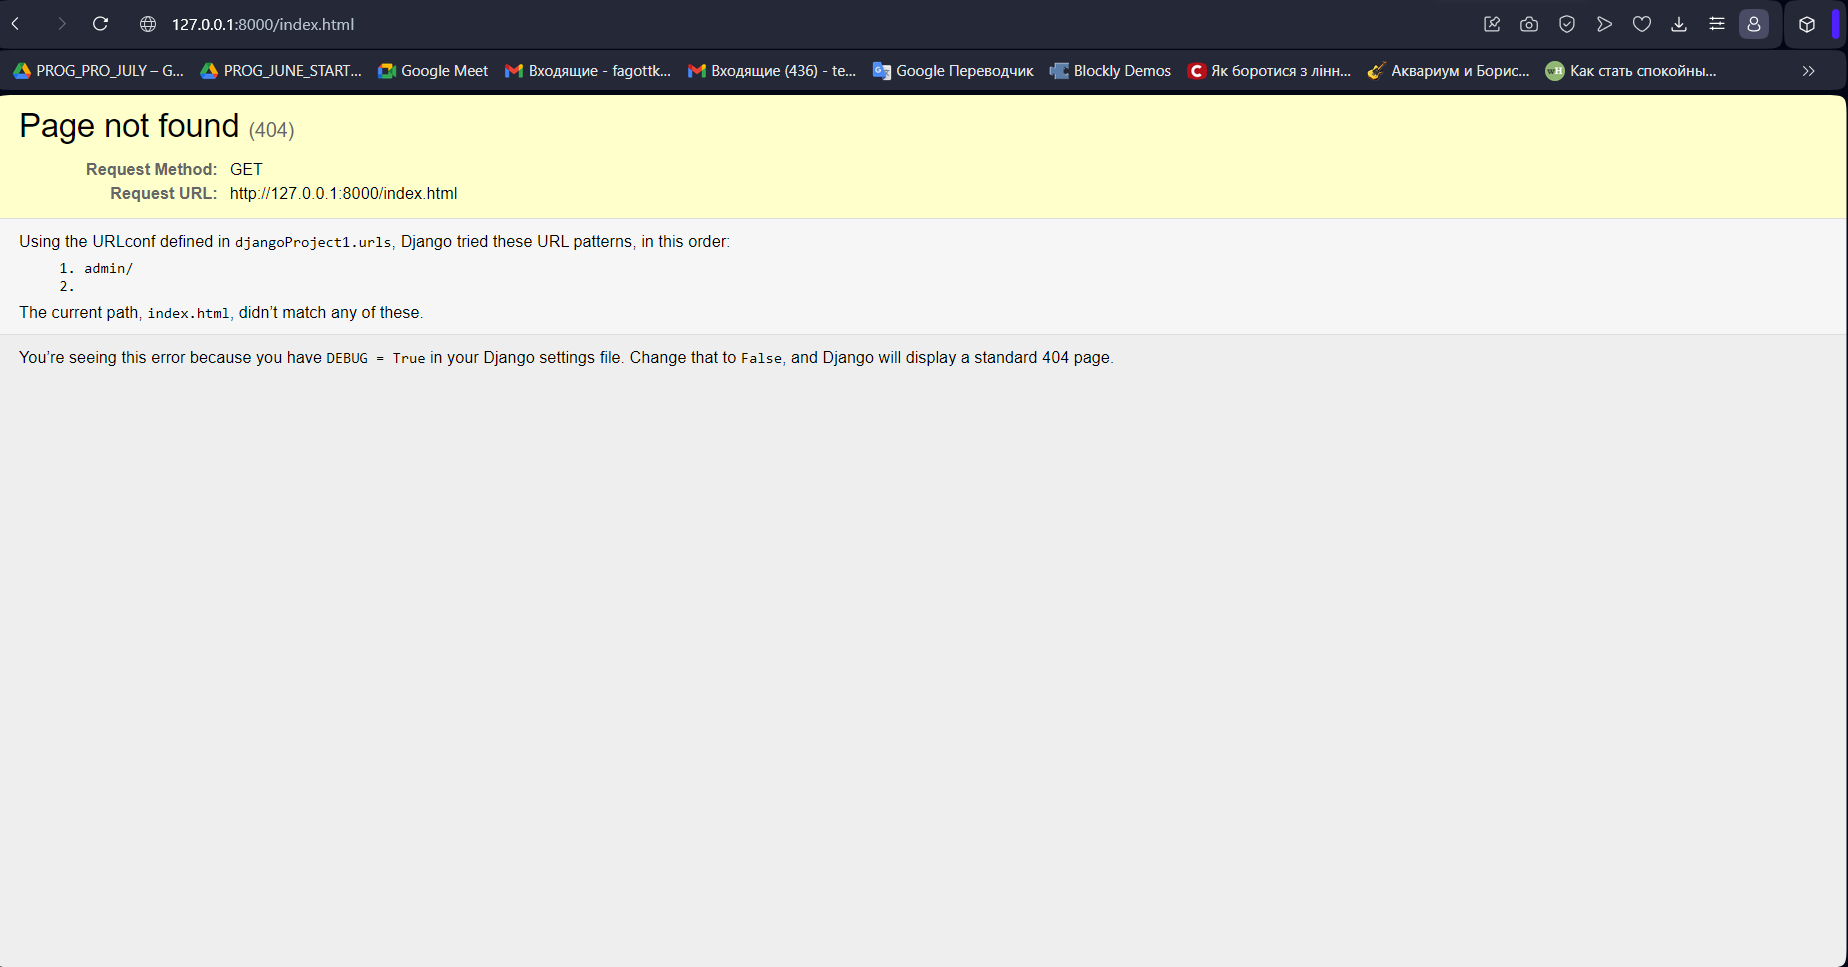 127.0.0.1:8000/index.html
PROG_PRO_JULY – G... PROG_JUNE_START... Google Meet Входящие - fagottk... Входящие (436) - te... Google Переводчик Blockly Demos Як боротися з лінн... Аквариум и Борис... Как стать спокойны...
Page not found (404)
Request Method: GET
Request URL: http://127.0.0.1:8000/index.html
Using the URLconf defined in djangoProject1.urls, Django tried these URL patterns, in this order:
1. admin/
2.
The current path, index.html, didn’t match any of these.
You’re seeing this error because you have DEBUG = True in your Django settings file. Change that to False, and Django will display a standard 404 page.